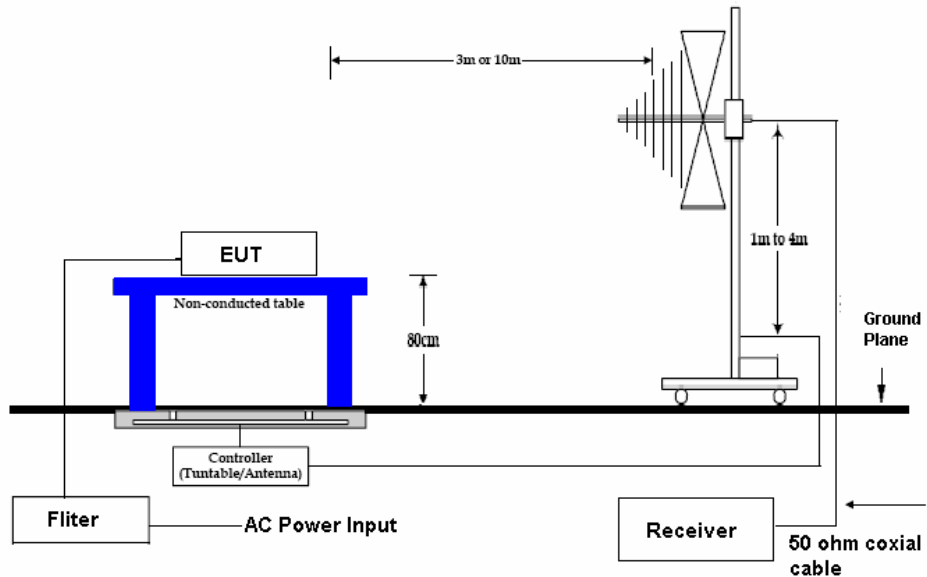 3m or 10m
1m to 4m
EUT
Non-conducted table
80cm
Ground
Plane
Controller
(Tuntable/Antenna)
Fliter
AC Power Input
Receiver
50 ohm coxial
cable